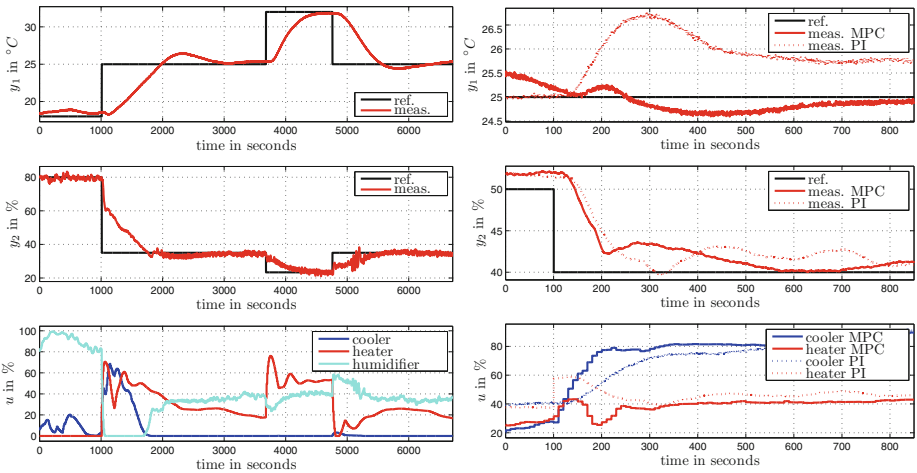 30
25
20
y₁ in °C
ref.
meas.
0 1000 2000 3000 4000 5000 6000
time in seconds
26.5
26
25.5
25
24.5
y₁ in °C
ref.
meas. MPC
meas. PI
0 100 200 300 400 500 600 700 800
time in seconds
80
60
40
20
y₂ in %
ref.
meas.
0 1000 2000 3000 4000 5000 6000
time in seconds
50
45
40
y₂ in %
ref.
meas. MPC
meas. PI
0 100 200 300 400 500 600 700 800
time in seconds
100
80
60
40
20
0
u in %
cooler
heater
humidifier
0 1000 2000 3000 4000 5000 6000
time in seconds
80
60
40
20
u in %
cooler MPC
heater MPC
cooler PI
heater PI
0 100 200 300 400 500 600 700 800
time in seconds